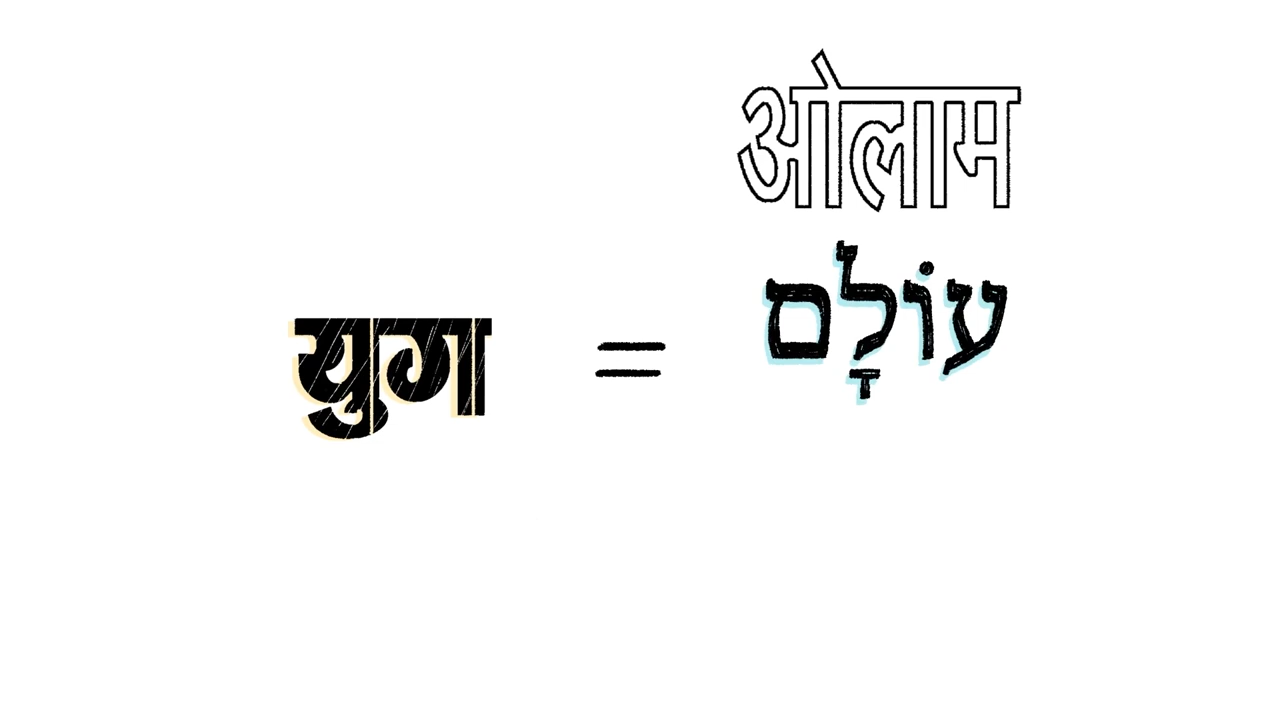 ओलाम
युग = עוֹלָם